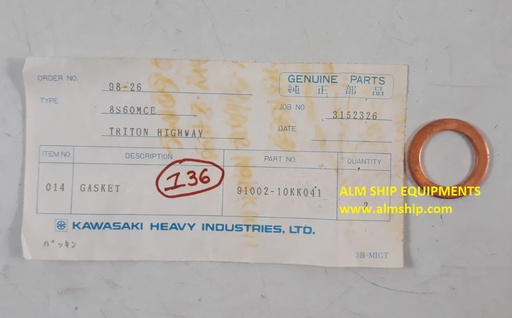 GENUINE PARTS
純正部品
ORDER NO. 98-26
TYPE 8S60MCE
JOB NO 3152326
TRITON HIGHWAY
DATE
ITEM NO. DESCRIPTION PART NO. QUANTITY
014 GASKET 136 91002-10KK041 2
KAWASAKI HEAVY INDUSTRIES, LTD.
パッキン
ALM SHIP EQUIPMENTS
www.almship.com